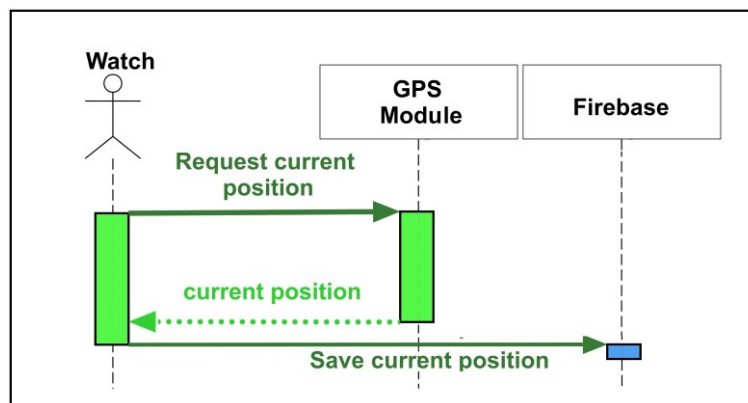 Watch
GPS
Module
Firebase
Request current
position
current position
Save current position